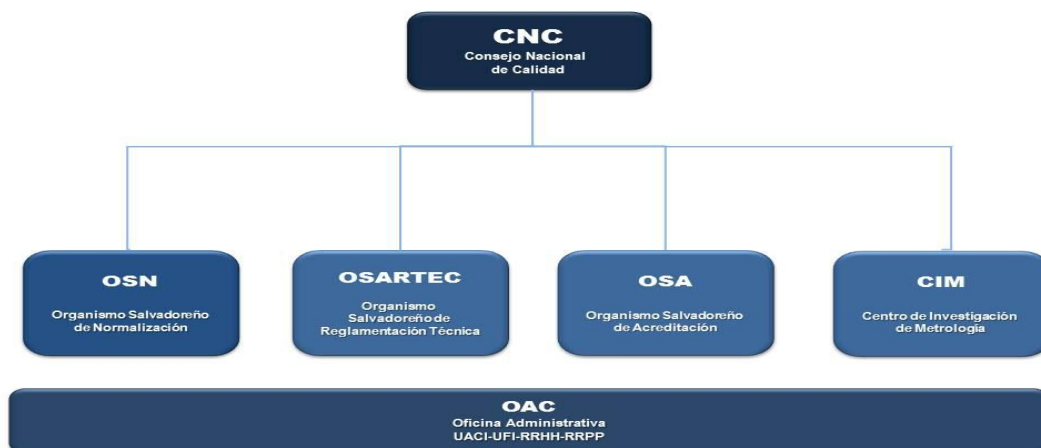 CNC
Consejo Nacional
de Calidad
OSN
Organismo Salvadoreño
de Normalización
OSARTEC
Organismo
Salvadoreño de
Reglamentación Técnica
OSA
Organismo Salvadoreño
de Acreditación
CIM
Centro de Investigación
de Metrología
OAC
Oficina Administrativa
UACI-UFI-RRHH-RRPP